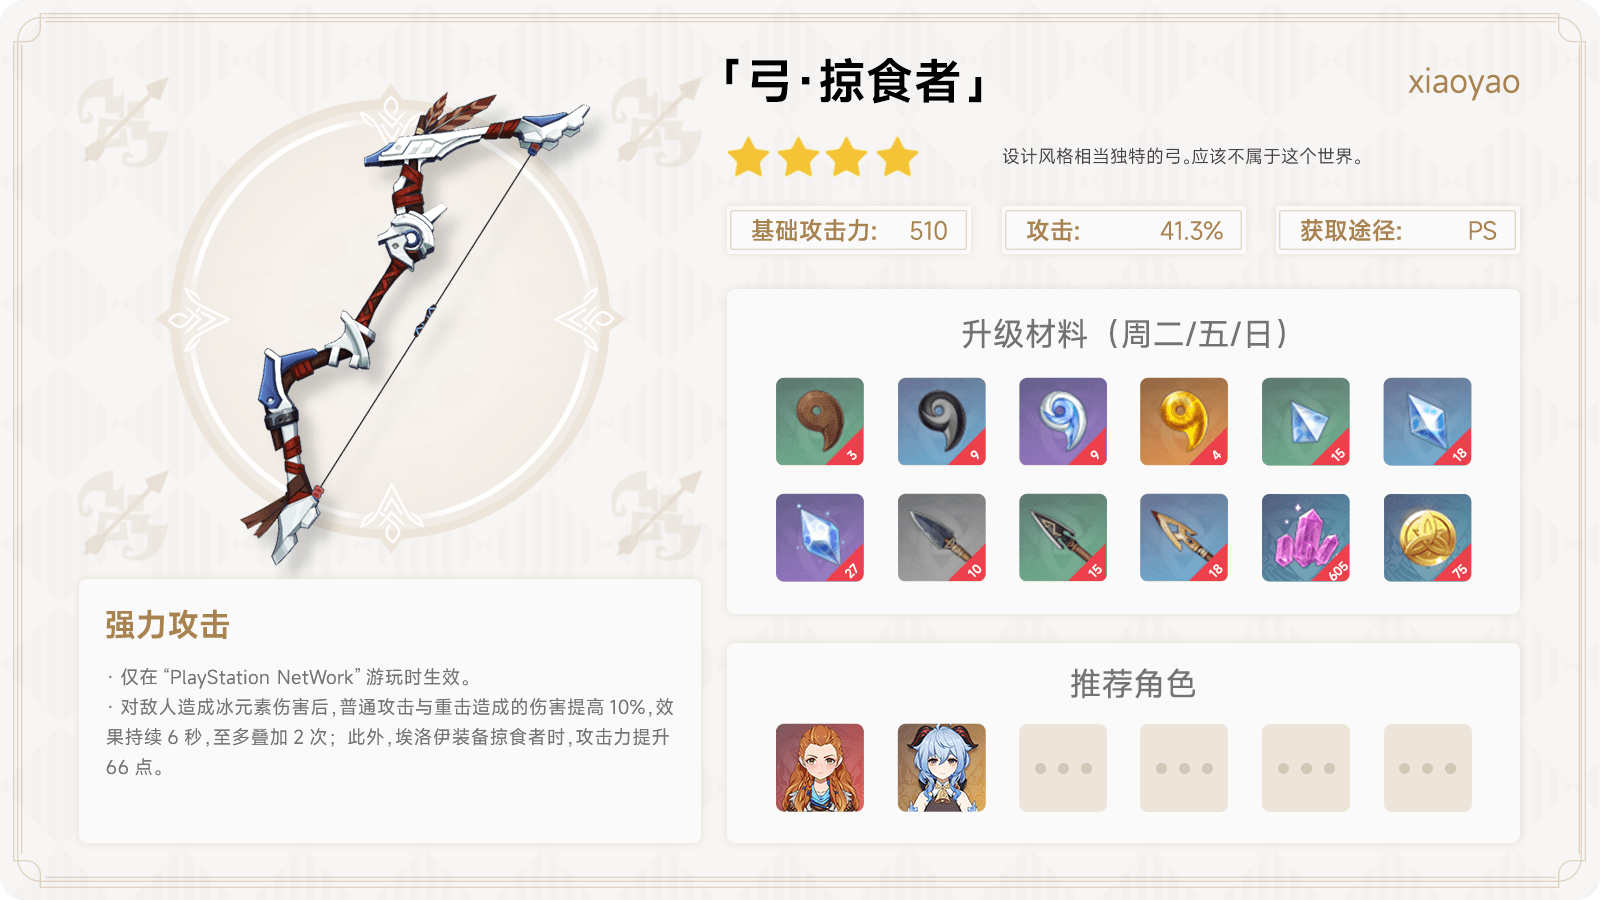 「弓·掠食者」
xiaoyao
设计风格相当独特的弓。应该不属于这个世界。
基础攻击力: 510
攻击: 41.3%
获取途径: PS
升级材料（周二/五/日）
3 9 9 4 15 18
27 10 15 18 605 75
强力攻击
· 仅在 “PlayStation NetWork” 游玩时生效。
· 对敌人造成冰元素伤害后，普通攻击与重击造成的伤害提高 10%，效
果持续 6 秒，至多叠加 2 次；此外，埃洛伊装备掠食者时，攻击力提升
66 点。
推荐角色